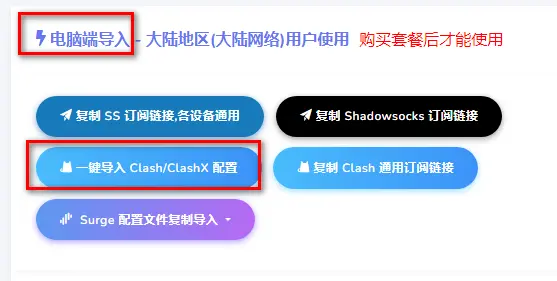 电脑端导入 - 大陆地区(大陆网络)用户使用 购买套餐后才能使用
复制 SS 订阅链接,各设备通用 复制 Shadowsocks 订阅链接
一键导入 Clash/ClashX 配置 复制 Clash 通用订阅链接
Surge 配置文件复制导入